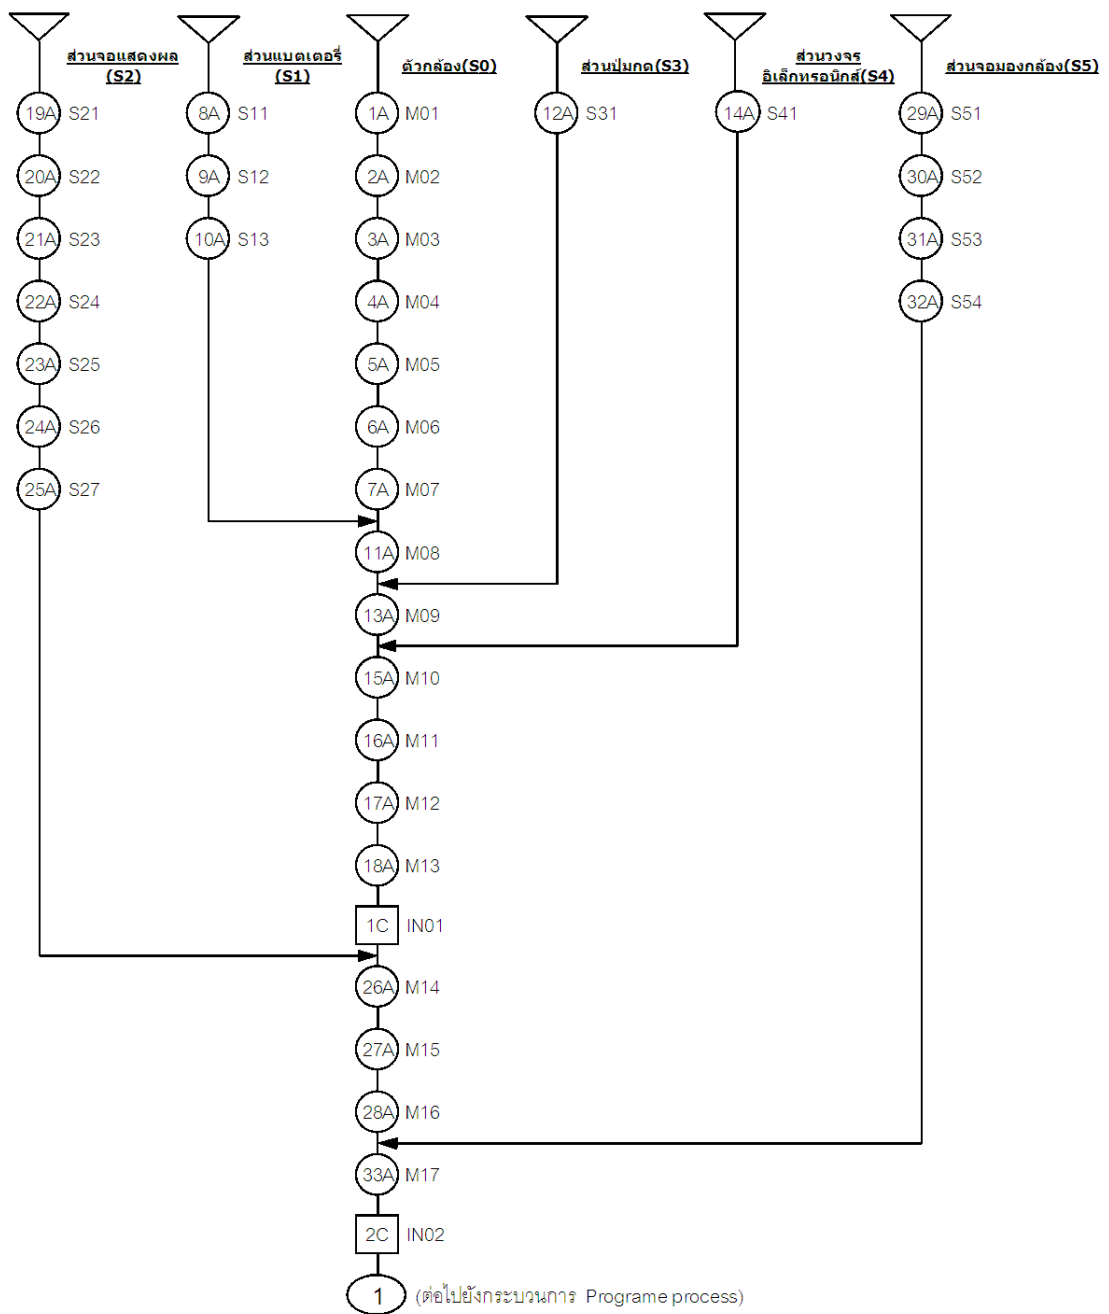 ส่วนจอแสดงผล
(S2)
ส่วนแบตเตอรี่
(S1)
ตัวกล้อง(S0)
ส่วนปุ่มกด(S3)
ส่วนวงจร
อิเล็กทรอนิกส์(S4)
ส่วนจอมองกล้อง(S5)
19A S21
8A S11
1A M01
12A S31
14A S41
29A S51
20A S22
9A S12
2A M02
30A S52
21A S23
10A S13
3A M03
31A S53
22A S24
4A M04
32A S54
23A S25
5A M05
24A S26
6A M06
25A S27
7A M07
11A M08
13A M09
15A M10
16A M11
17A M12
18A M13
1C IN01
26A M14
27A M15
28A M16
33A M17
2C IN02
1 (ต่อไปยังกระบวนการ Programe process)